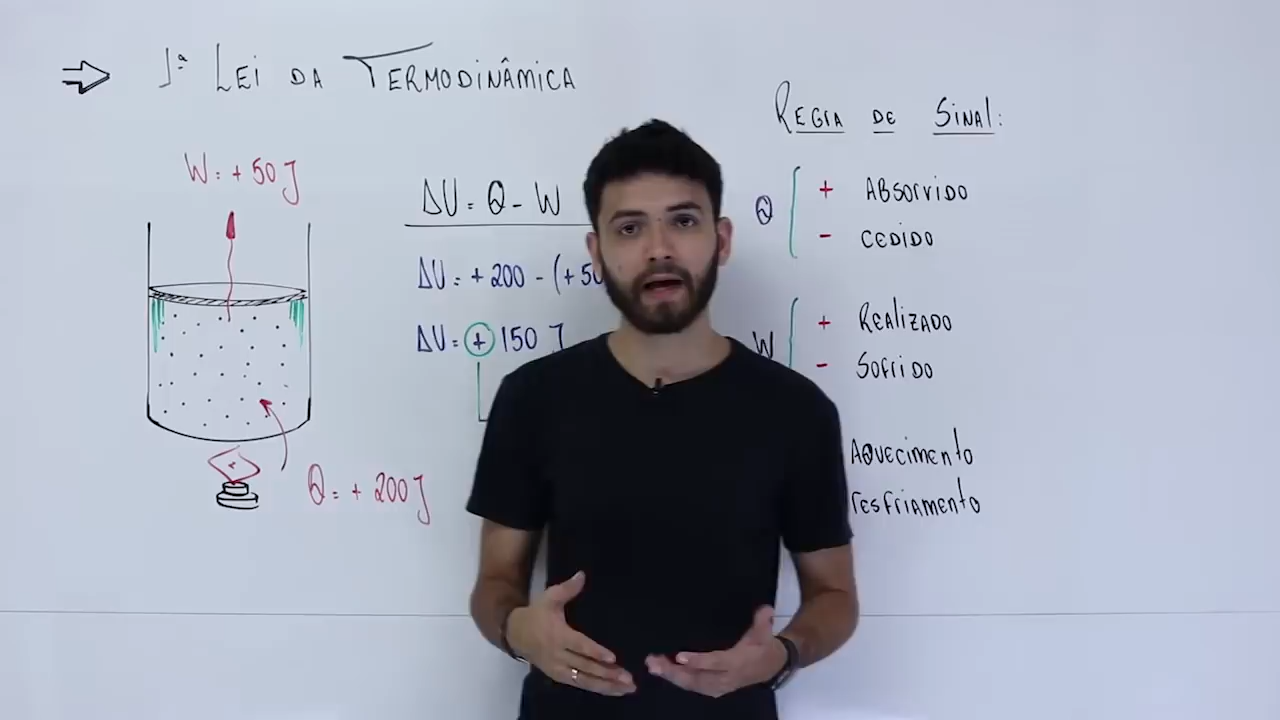 1ª LEI DA TERMODINÂMICA
W = + 50 J
Q = + 200 J
ΔU = Q - W
ΔU = + 200 - (+ 50
ΔU = + 150 J
REGRA DE SINAL:
Q
+ ABSORVIDO
- CEDIDO
W
+ REALIZADO
- SOFRIDO
AQUECIMENTO
RESFRIAMENTO